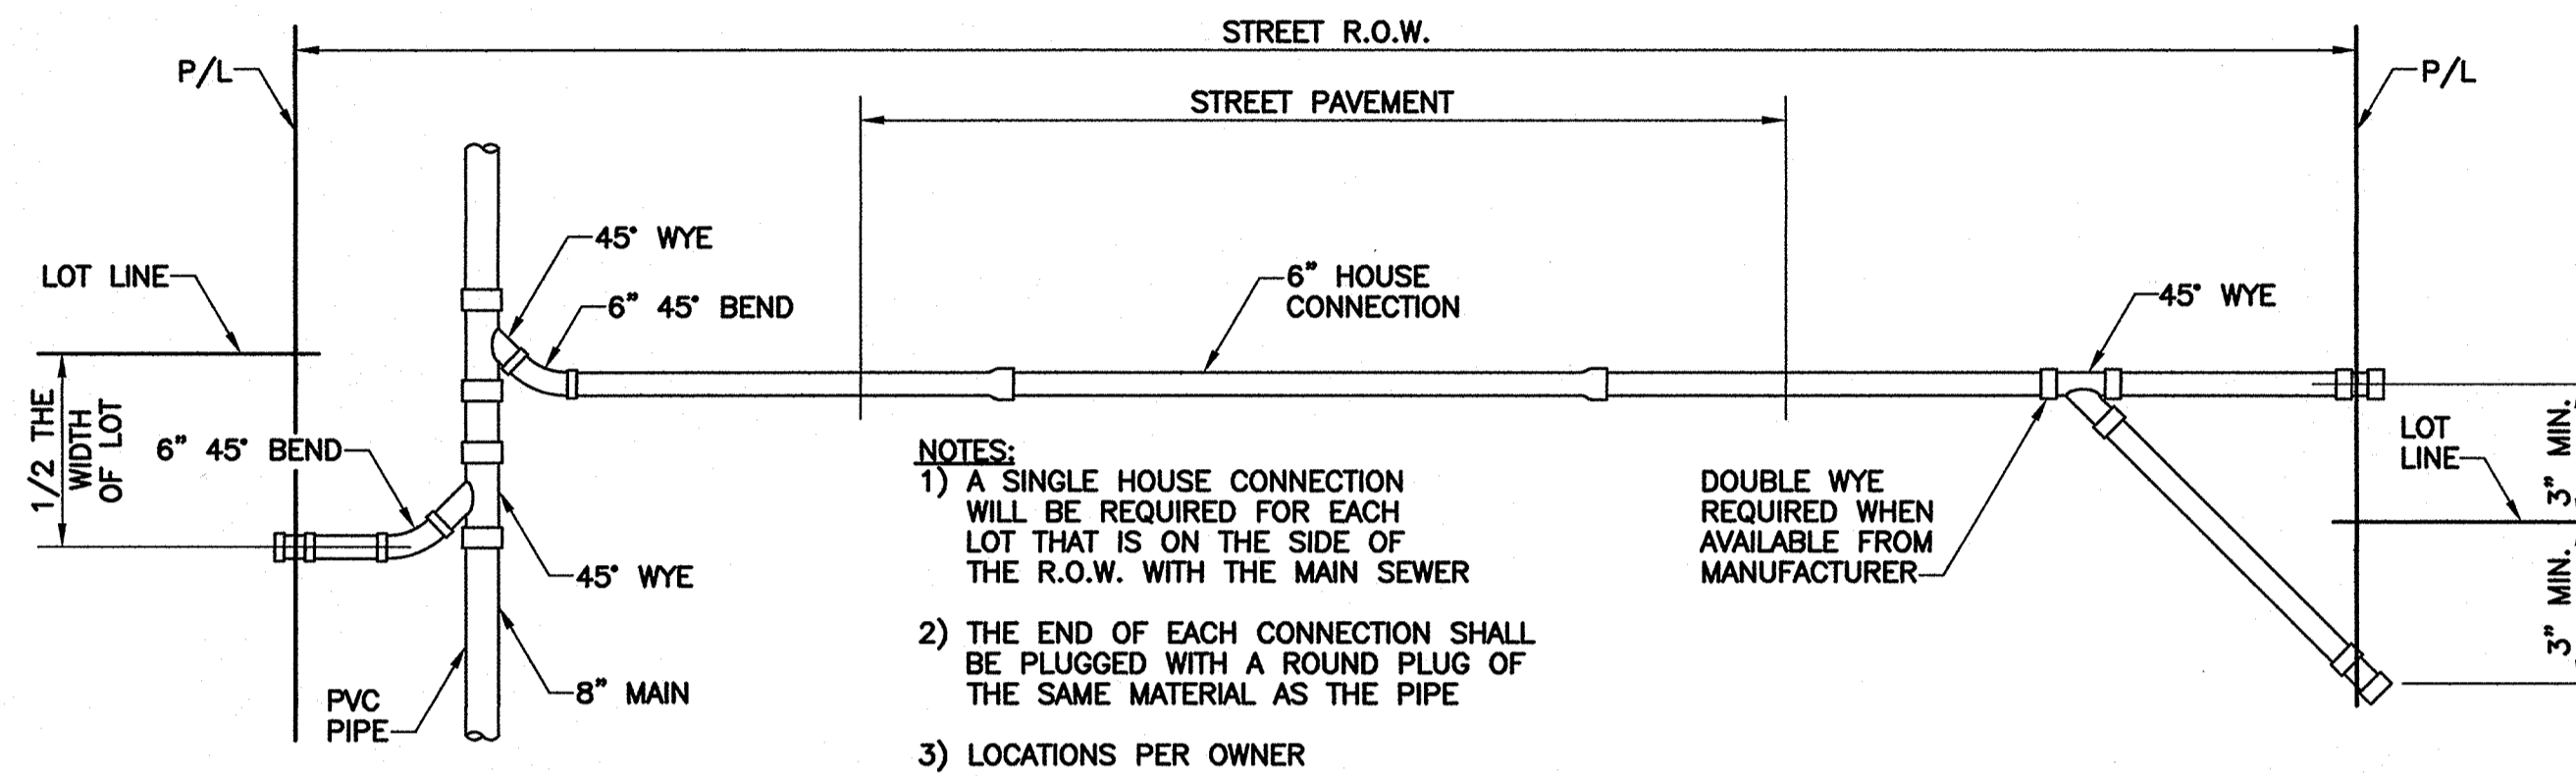 STREET R.O.W.
P/L
P/L
STREET PAVEMENT
45° WYE
LOT LINE
6" 45° BEND
6" HOUSE
CONNECTION
45° WYE
1/2 THE
WIDTH
OF LOT
6" 45° BEND
45° WYE
8" MAIN
PVC
PIPE
NOTES:
1) A SINGLE HOUSE CONNECTION
WILL BE REQUIRED FOR EACH
LOT THAT IS ON THE SIDE OF
THE R.O.W. WITH THE MAIN SEWER
2) THE END OF EACH CONNECTION SHALL
BE PLUGGED WITH A ROUND PLUG OF
THE SAME MATERIAL AS THE PIPE
3) LOCATIONS PER OWNER
DOUBLE WYE
REQUIRED WHEN
AVAILABLE FROM
MANUFACTURER
LOT
LINE
3" MIN.
3" MIN.